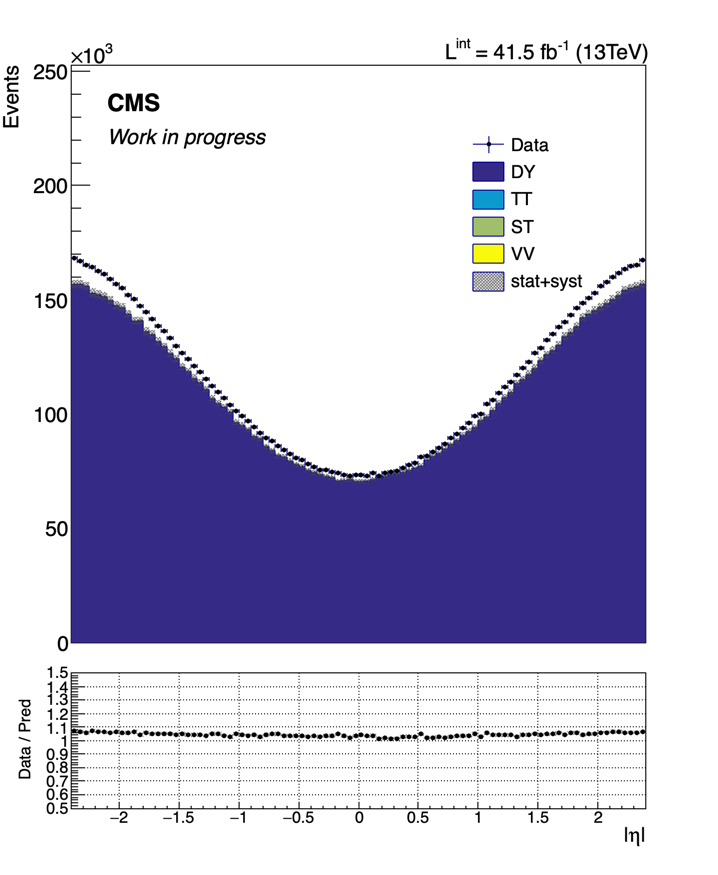 ×10³
L^int = 41.5 fb⁻¹ (13TeV)
Events
250
200
150
100
50
0
CMS
Work in progress
Data
DY
TT
ST
VV
stat+syst
Data / Pred
1.5
1.4
1.3
1.2
1.1
1
0.9
0.8
0.7
0.6
0.5
−2 −1.5 −1 −0.5 0 0.5 1 1.5 2
|η|